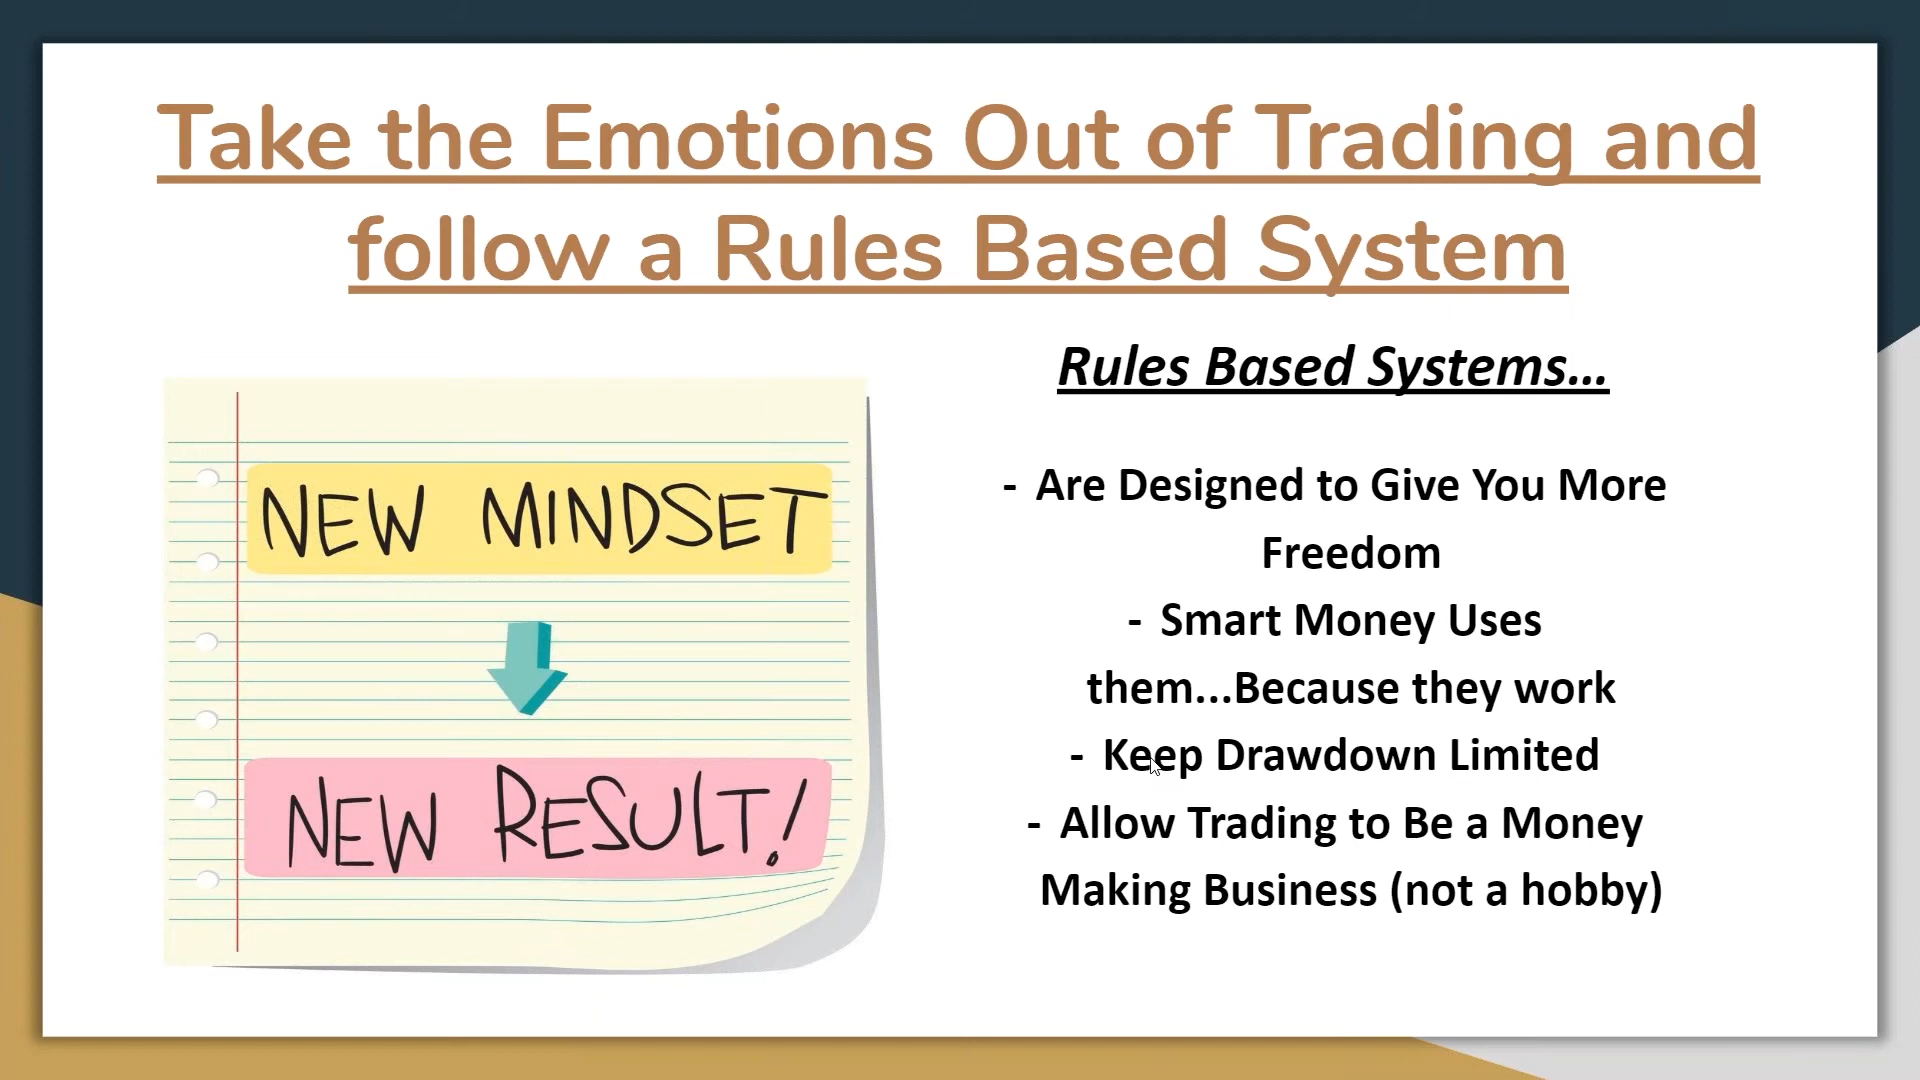 Take the Emotions Out of Trading and
follow a Rules Based System
NEW MINDSET
NEW RESULT!
Rules Based Systems...
- Are Designed to Give You More
Freedom
- Smart Money Uses
them...Because they work
- Keep Drawdown Limited
- Allow Trading to Be a Money
Making Business (not a hobby)